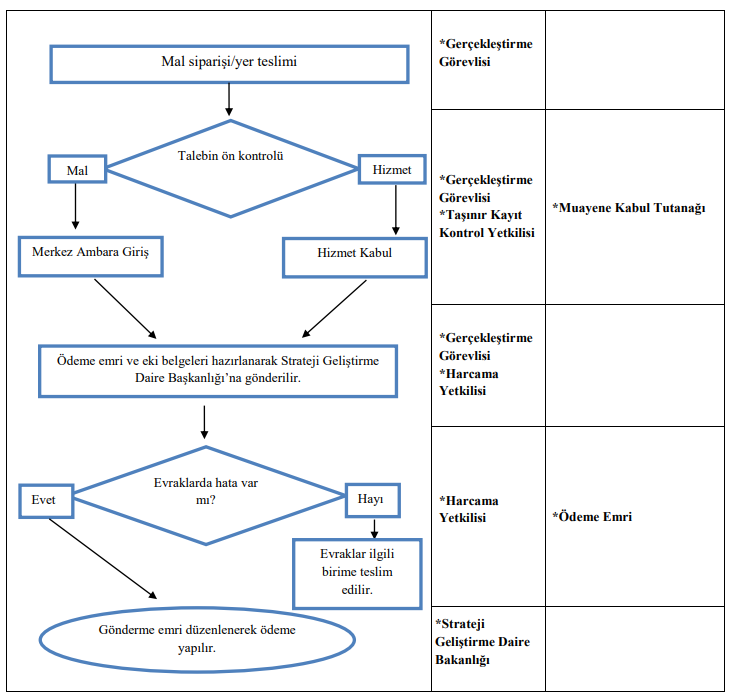 Mal siparişi/yer teslimi
*Gerçekleştirme
Görevlisi
Talebin ön kontrolü
Mal
Hizmet
*Gerçekleştirme
Görevlisi
*Taşınır Kayıt
Kontrol Yetkilisi
*Muayene Kabul Tutanağı
Merkez Ambara Giriş
Hizmet Kabul
Ödeme emri ve eki belgeleri hazırlanarak Strateji Geliştirme
Daire Başkanlığı’na gönderilir.
*Gerçekleştirme
Görevlisi
*Harcama
Yetkilisi
Evraklarda hata var
mı?
Evet
Hayı
*Harcama
Yetkilisi
*Ödeme Emri
Evraklar ilgili
birime teslim
edilir.
Gönderme emri düzenlenerek ödeme
yapılır.
*Strateji
Geliştirme Daire
Bakanlığı